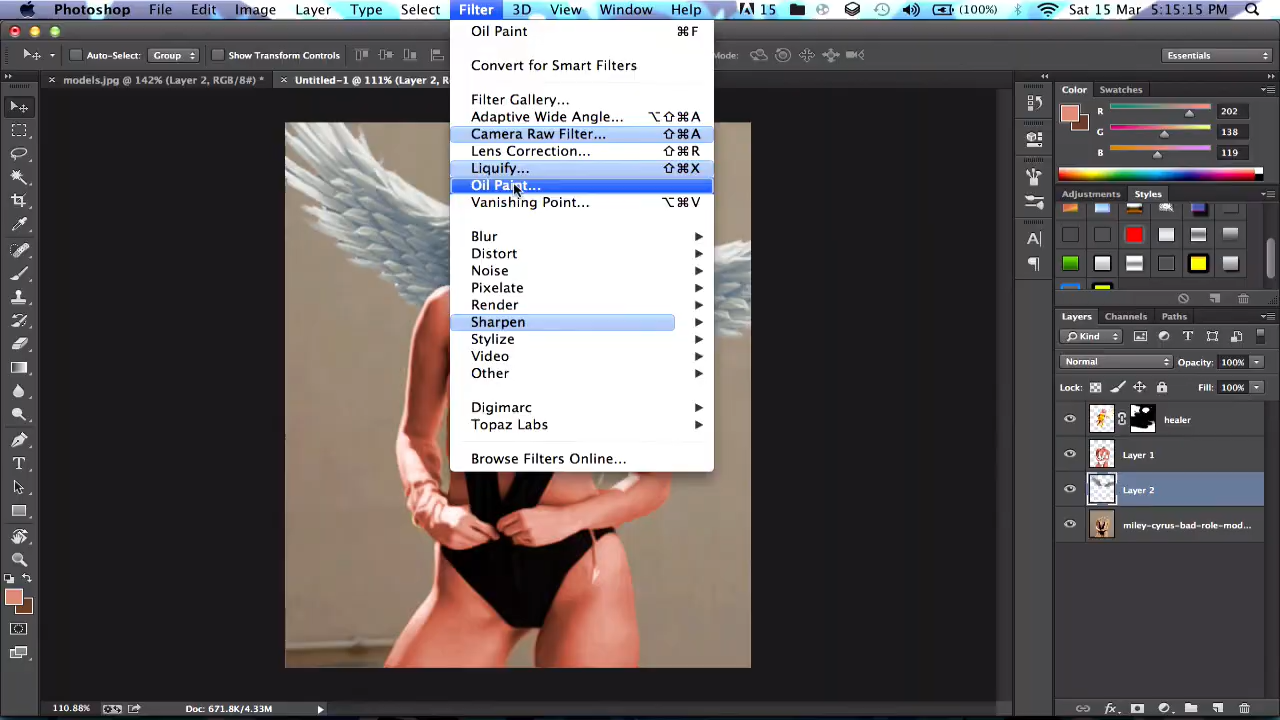 Photoshop File Edit Image Layer Type Select Filter 3D View Window Help 15 (100%) Sat 15 Mar 15:15:15
Auto-Select: Group Show Transform Controls Mode: Essentials
models.jpg @ 142% (Layer 2, RGB/8#) * Untitled-1 @ 111% (Layer 2, R
Oil Paint ⌘F
Convert for Smart Filters
Filter Gallery...
Adaptive Wide Angle... ⌥⇧⌘A
Camera Raw Filter... ⇧⌘A
Lens Correction... ⇧⌘R
Liquify... ⇧⌘X
Oil Paint...
Vanishing Point... ⌥⌘V
Blur
Distort
Noise
Pixelate
Render
Sharpen
Stylize
Video
Other
Digimarc
Topaz Labs
Browse Filters Online...
Color Swatches
R 202
G 138
B 119
Adjustments Styles
Layers Channels Paths
Kind
Normal Opacity: 100%
Lock: Fill: 100%
heaer
Layer 1
Layer 2
miley-cyrus-bad-role-mod...
110.88% Doc: 671.8K/4.33M